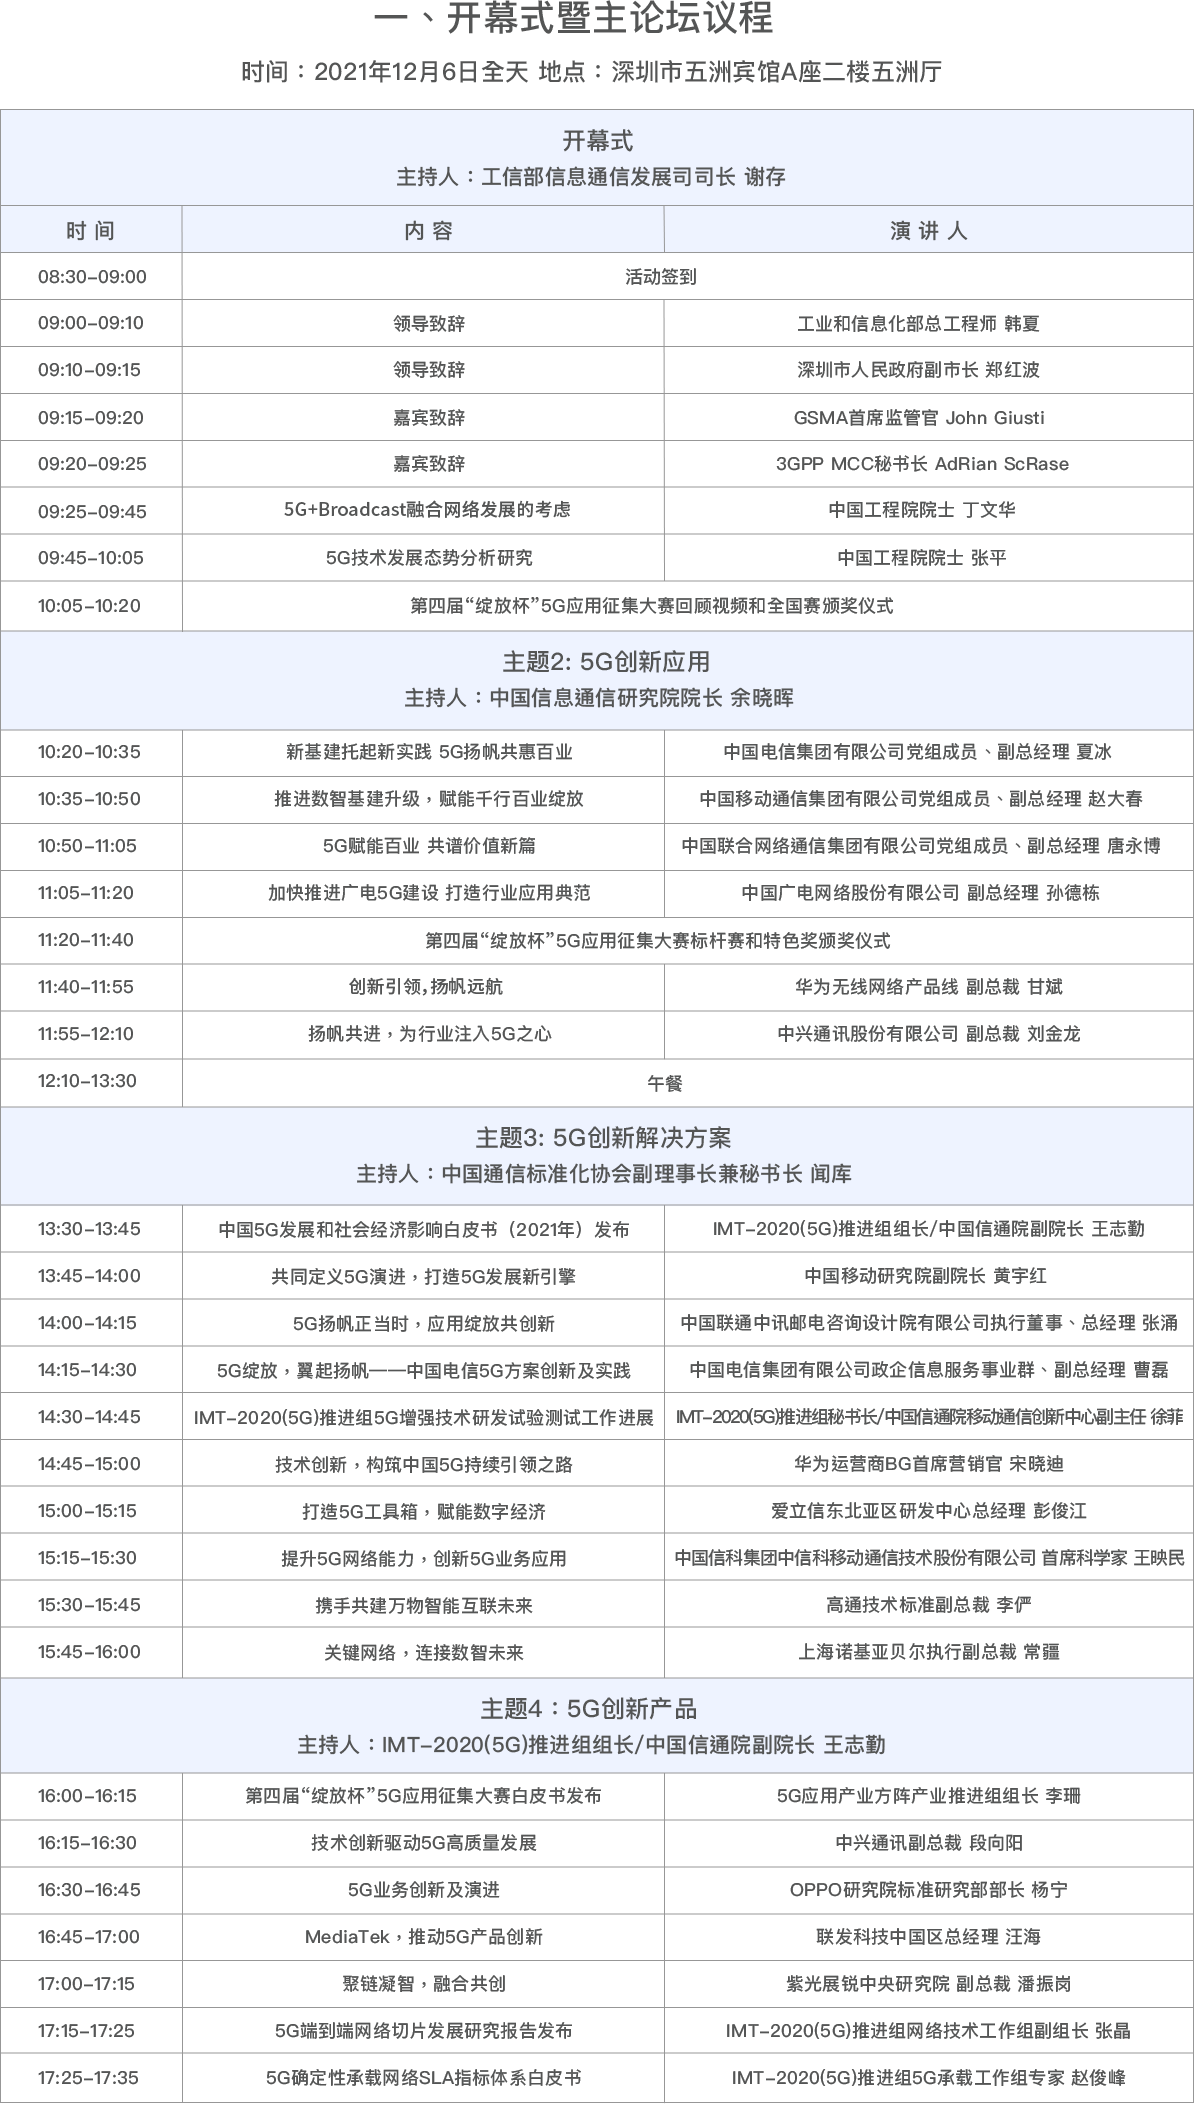 一、开幕式暨主论坛议程
时间：2021年12月6日全天 地点：深圳市五洲宾馆A座二楼五洲厅
开幕式
主持人：工信部信息通信发展司司长 谢存
时 间 内 容 演 讲 人
08:30-09:00 活动签到
09:00-09:10 领导致辞 工业和信息化部总工程师 韩夏
09:10-09:15 领导致辞 深圳市人民政府副市长 郑红波
09:15-09:20 嘉宾致辞 GSMA首席监管官 John Giusti
09:20-09:25 嘉宾致辞 3GPP MCC秘书长 AdRian ScRase
09:25-09:45 5G+Broadcast融合网络发展的考虑 中国工程院院士 丁文华
09:45-10:05 5G技术发展态势分析研究 中国工程院院士 张平
10:05-10:20 第四届“绽放杯”5G应用征集大赛回顾视频和全国赛颁奖仪式
主题2: 5G创新应用
主持人：中国信息通信研究院院长 余晓晖
10:20-10:35 新基建托起新实践 5G扬帆共惠百业 中国电信集团有限公司党组成员、副总经理 夏冰
10:35-10:50 推进数智基建升级，赋能千行百业绽放 中国移动通信集团有限公司党组成员、副总经理 赵大春
10:50-11:05 5G赋能百业 共谱价值新篇 中国联合网络通信集团有限公司党组成员、副总经理 唐永博
11:05-11:20 加快推进广电5G建设 打造行业应用典范 中国广电网络股份有限公司 副总经理 孙德栋
11:20-11:40 第四届“绽放杯”5G应用征集大赛标杆赛和特色奖颁奖仪式
11:40-11:55 创新引领,扬帆远航 华为无线网络产品线 副总裁 甘斌
11:55-12:10 扬帆共进，为行业注入5G之心 中兴通讯股份有限公司 副总裁 刘金龙
12:10-13:30 午餐
主题3: 5G创新解决方案
主持人：中国通信标准化协会副理事长兼秘书长 闻库
13:30-13:45 中国5G发展和社会经济影响白皮书（2021年）发布 IMT-2020(5G)推进组组长/中国信通院副院长 王志勤
13:45-14:00 共同定义5G演进，打造5G发展新引擎 中国移动研究院副院长 黄宇红
14:00-14:15 5G扬帆正当时，应用绽放共创新 中国联通中讯邮电咨询设计院有限公司执行董事、总经理 张涌
14:15-14:30 5G绽放，翼起扬帆——中国电信5G方案创新及实践 中国电信集团有限公司政企信息服务事业群、副总经理 曹磊
14:30-14:45 IMT-2020(5G)推进组5G增强技术研发试验测试工作进展 IMT-2020(5G)推进组秘书长/中国信通院移动通信创新中心副主任 徐菲
14:45-15:00 技术创新，构筑中国5G持续引领之路 华为运营商BG首席营销官 宋晓迪
15:00-15:15 打造5G工具箱，赋能数字经济 爱立信东北亚区研发中心总经理 彭俊江
15:15-15:30 提升5G网络能力，创新5G业务应用 中国信科集团中信科移动通信技术股份有限公司 首席科学家 王映民
15:30-15:45 携手共建万物智能互联未来 高通技术标准副总裁 李俨
15:45-16:00 关键网络，连接数智未来 上海诺基亚贝尔执行副总裁 常疆
主题4：5G创新产品
主持人：IMT-2020(5G)推进组组长/中国信通院副院长 王志勤
16:00-16:15 第四届“绽放杯”5G应用征集大赛白皮书发布 5G应用产业方阵产业推进组组长 李珊
16:15-16:30 技术创新驱动5G高质量发展 中兴通讯副总裁 段向阳
16:30-16:45 5G业务创新及演进 OPPO研究院标准研究部部长 杨宁
16:45-17:00 MediaTek，推动5G产品创新 联发科技中国区总经理 汪海
17:00-17:15 聚链凝智，融合共创 紫光展锐中央研究院 副总裁 潘振岗
17:15-17:25 5G端到端网络切片发展研究报告发布 IMT-2020(5G)推进组网络技术工作组副组长 张晶
17:25-17:35 5G确定性承载网络SLA指标体系白皮书 IMT-2020(5G)推进组5G承载工作组专家 赵俊峰